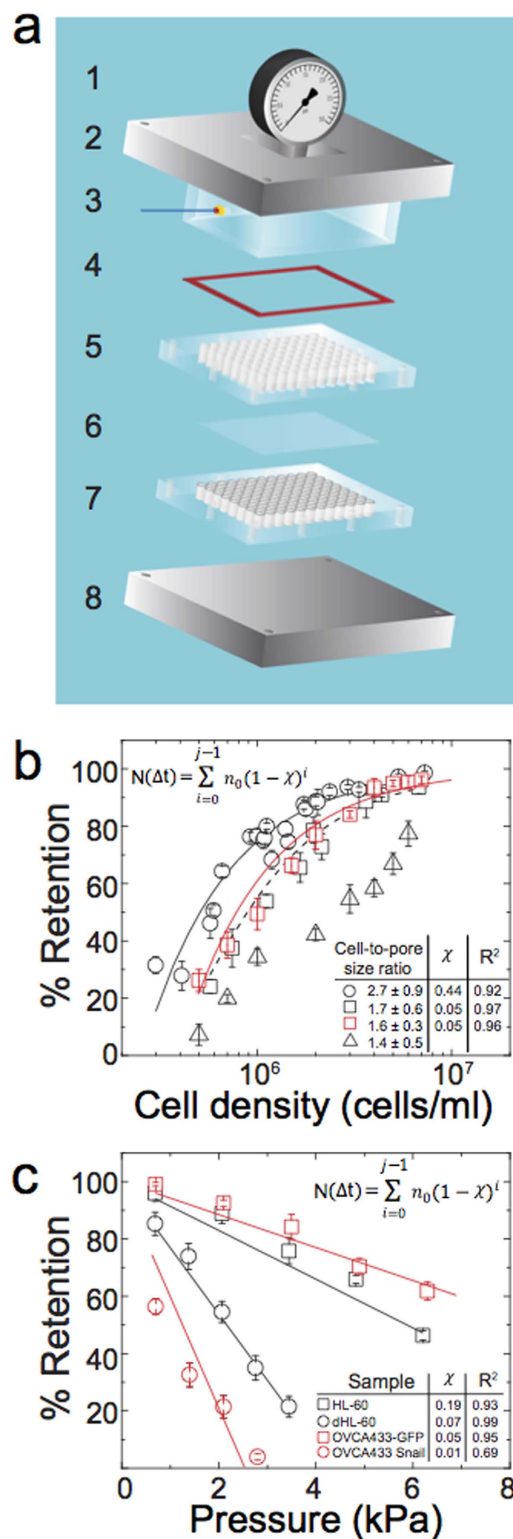 a
1
2
3
4
5
6
7
8
b
N(Δt) = j-1 ∑ i=0 n₀(1 − χ)ⁱ
100
80
60
40
20
0
% Retention
Cell-to-pore size ratio χ R²
2.7 ± 0.9 0.44 0.92
1.7 ± 0.6 0.05 0.97
1.6 ± 0.3 0.05 0.96
1.4 ± 0.5
10⁶ 10⁷
Cell density (cells/ml)
c
N(Δt) = j-1 ∑ i=0 n₀(1 − χ)ⁱ
100
80
60
40
20
% Retention
Sample χ R²
HL-60 0.19 0.93
dHL-60 0.07 0.99
OVCA433-GFP 0.05 0.95
OVCA433 Snail 0.01 0.69
0 2 4 6 8
Pressure (kPa)